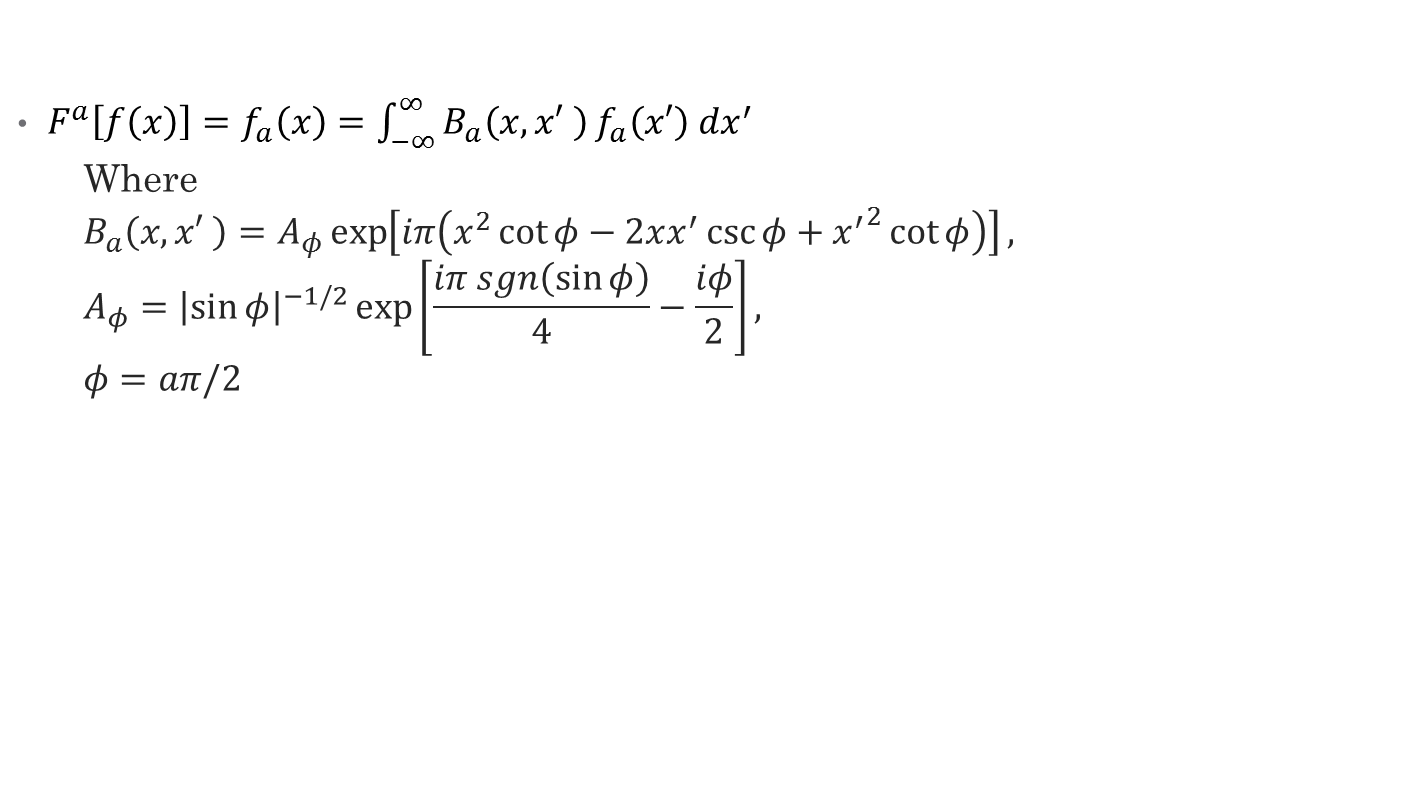 • F^a[f(x)] = f_a(x) = ∫_{−∞}^{∞} B_a(x, x′ ) f_a(x′) dx′
Where
B_a(x, x′ ) = A_ϕ exp[iπ(x² cot ϕ − 2xx′ csc ϕ + x′² cot ϕ)],
A_ϕ = |sin ϕ|^{−1/2} exp[iπ sgn(sin ϕ)/4 − iϕ/2],
ϕ = aπ/2